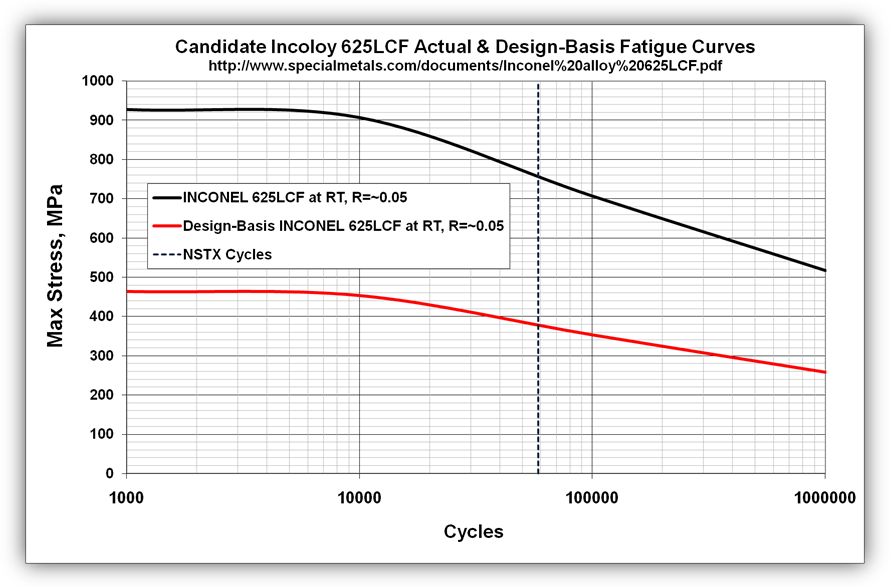 Candidate Incoloy 625LCF Actual & Design-Basis Fatigue Curves
http://www.specialmetals.com/documents/Inconel%20alloy%20625LCF.pdf
1000
900
800
700
600
500
400
300
200
100
0
Max Stress, MPa
INCONEL 625LCF at RT, R=~0.05
Design-Basis INCONEL 625LCF at RT, R=~0.05
NSTX Cycles
1000 10000 100000 1000000
Cycles